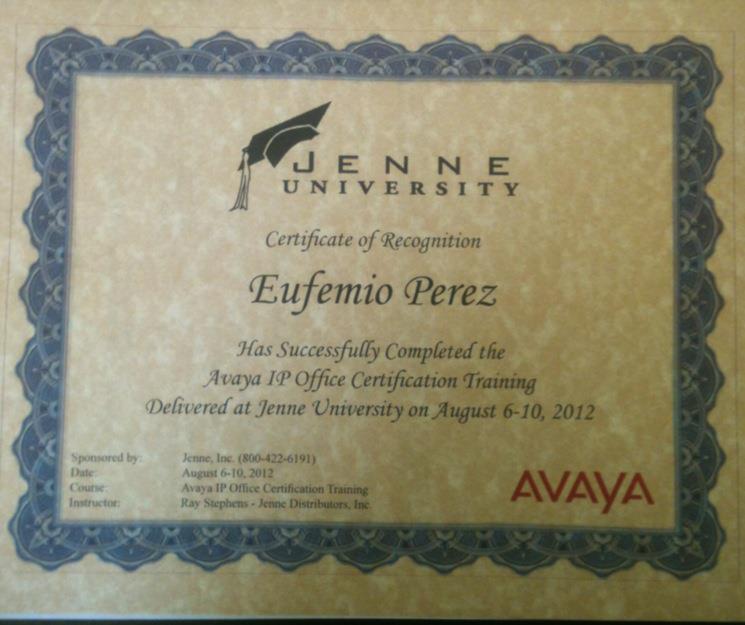 JENNE
UNIVERSITY
Certificate of Recognition
Eufemio Perez
Has Successfully Completed the
Avaya IP Office Certification Training
Delivered at Jenne University on August 6-10, 2012
Sponsored by: Jenne, Inc. (800-422-6191)
Date: August 6-10, 2012
Course: Avaya IP Office Certification Training
Instructor: Ray Stephens - Jenne Distributors, Inc.
AVAYA